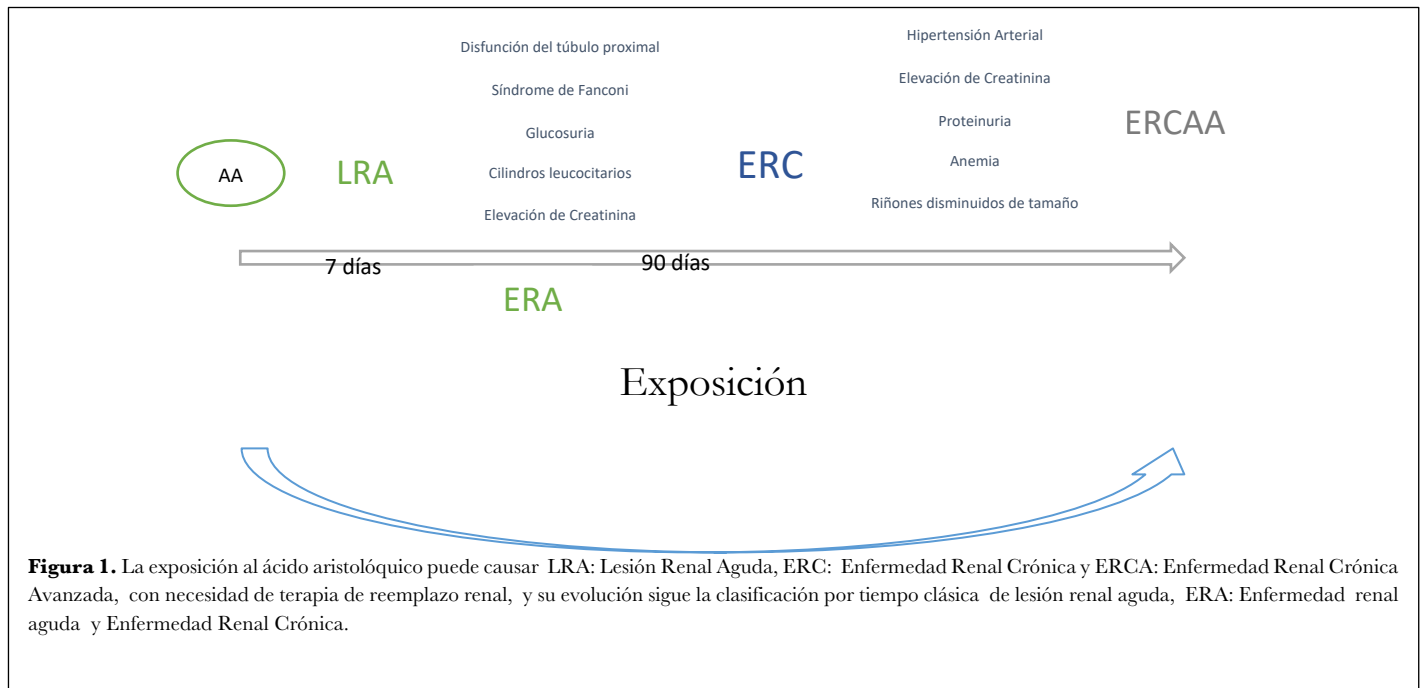 Disfunción del túbulo proximal
Síndrome de Fanconi
Glucosuria
Cilindros leucocitarios
Elevación de Creatinina
Hipertensión Arterial
Elevación de Creatinina
Proteinuria
Anemia
Riñones disminuidos de tamaño
AA
LRA
ERC
ERCAA
7 días
90 días
ERA
Exposición
Figura 1. La exposición al ácido aristolóquico puede causar LRA: Lesión Renal Aguda, ERC: Enfermedad Renal Crónica y ERCA: Enfermedad Renal Crónica
Avanzada, con necesidad de terapia de reemplazo renal, y su evolución sigue la clasificación por tiempo clásica de lesión renal aguda, ERA: Enfermedad renal
aguda y Enfermedad Renal Crónica.